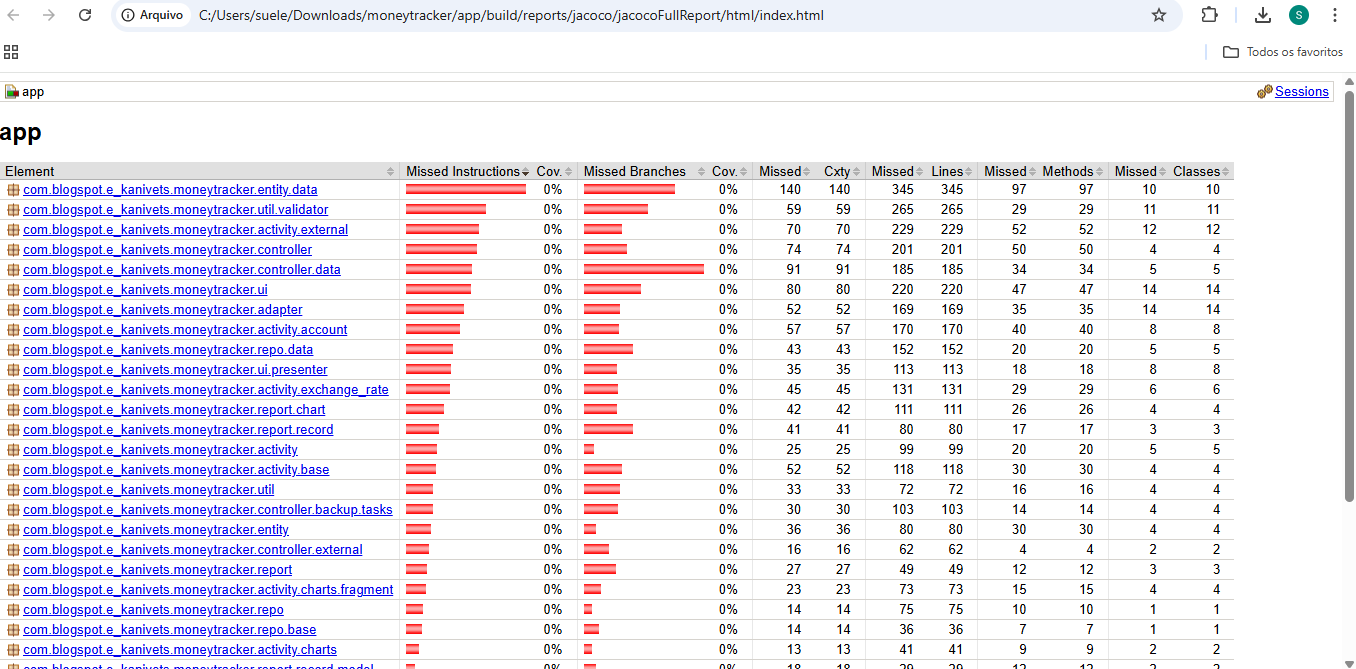 Arquivo C:/Users/suele/Downloads/moneytracker/app/build/reports/jacoco/jacocoFullReport/html/index.html S
Todos os favoritos
app Sessions
app
Element Missed Instructions Cov. Missed Branches Cov. Missed Cxty Missed Lines Missed Methods Missed Classes
com.blogspot.e_kanivets.moneytracker.entity.data 0% 0% 140 140 345 345 97 97 10 10
com.blogspot.e_kanivets.moneytracker.util.validator 0% 0% 59 59 265 265 29 29 11 11
com.blogspot.e_kanivets.moneytracker.activity.external 0% 0% 70 70 229 229 52 52 12 12
com.blogspot.e_kanivets.moneytracker.controller 0% 0% 74 74 201 201 50 50 4 4
com.blogspot.e_kanivets.moneytracker.controller.data 0% 0% 91 91 185 185 34 34 5 5
com.blogspot.e_kanivets.moneytracker.ui 0% 0% 80 80 220 220 47 47 14 14
com.blogspot.e_kanivets.moneytracker.adapter 0% 0% 52 52 169 169 35 35 14 14
com.blogspot.e_kanivets.moneytracker.activity.account 0% 0% 57 57 170 170 40 40 8 8
com.blogspot.e_kanivets.moneytracker.repo.data 0% 0% 43 43 152 152 20 20 5 5
com.blogspot.e_kanivets.moneytracker.ui.presenter 0% 0% 35 35 113 113 18 18 8 8
com.blogspot.e_kanivets.moneytracker.activity.exchange_rate 0% 0% 45 45 131 131 29 29 6 6
com.blogspot.e_kanivets.moneytracker.report.chart 0% 0% 42 42 111 111 26 26 4 4
com.blogspot.e_kanivets.moneytracker.report.record 0% 0% 41 41 80 80 17 17 3 3
com.blogspot.e_kanivets.moneytracker.activity 0% 0% 25 25 99 99 20 20 5 5
com.blogspot.e_kanivets.moneytracker.activity.base 0% 0% 52 52 118 118 30 30 4 4
com.blogspot.e_kanivets.moneytracker.util 0% 0% 33 33 72 72 16 16 4 4
com.blogspot.e_kanivets.moneytracker.controller.backup.tasks 0% 0% 30 30 103 103 14 14 4 4
com.blogspot.e_kanivets.moneytracker.entity 0% 0% 36 36 80 80 30 30 4 4
com.blogspot.e_kanivets.moneytracker.controller.external 0% 0% 16 16 62 62 4 4 2 2
com.blogspot.e_kanivets.moneytracker.report 0% 0% 27 27 49 49 12 12 3 3
com.blogspot.e_kanivets.moneytracker.activity.charts.fragment 0% 0% 23 23 73 73 15 15 4 4
com.blogspot.e_kanivets.moneytracker.repo 0% 0% 14 14 75 75 10 10 1 1
com.blogspot.e_kanivets.moneytracker.repo.base 0% 0% 14 14 36 36 7 7 1 1
com.blogspot.e_kanivets.moneytracker.activity.charts 0% 0% 13 13 41 41 9 9 2 2
com.blogspot.e_kanivets.moneytracker.report.record.model 0% 0% 18 18 29 29 12 12 2 2